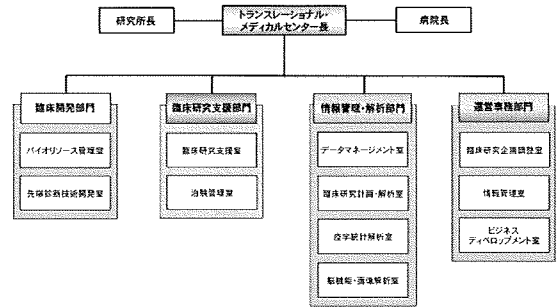 トランスレーショナル・
メディカルセンター長
研究所長
病院長
臨床開発部門
バイオリソース管理室
先端診断技術開発室
臨床研究支援部門
臨床研究支援室
治験管理室
情報管理・解析部門
データマネージメント室
臨床研究計画・解析室
疫学統計解析室
脳機能・画像解析室
運営事務部門
臨床研究企画調整室
情報管理室
ビジネス
ディベロップメント室